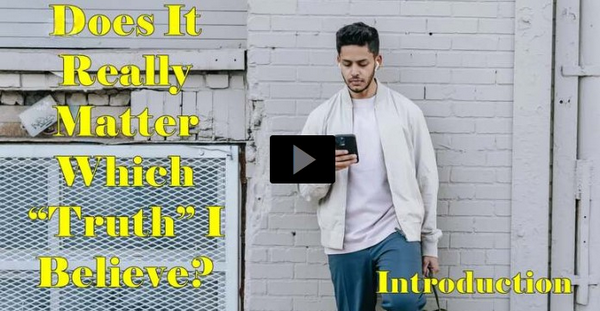 Does It
Really
Matter
Which
“Truth” I
Believe?
Introduction